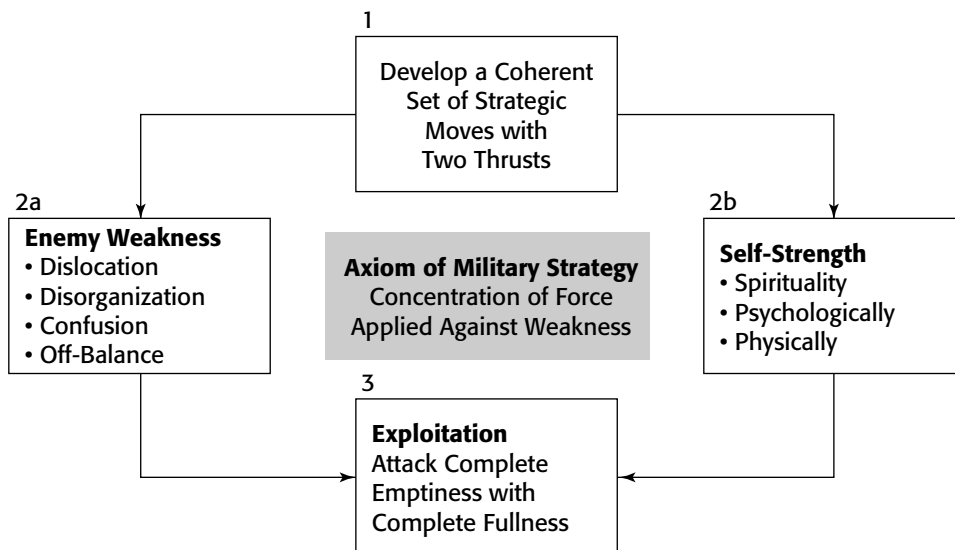 1
Develop a Coherent
Set of Strategic
Moves with
Two Thrusts
2a
Enemy Weakness
• Dislocation
• Disorganization
• Confusion
• Off-Balance
Axiom of Military Strategy
Concentration of Force
Applied Against Weakness
2b
Self-Strength
• Spirituality
• Psychologically
• Physically
3
Exploitation
Attack Complete
Emptiness with
Complete Fullness